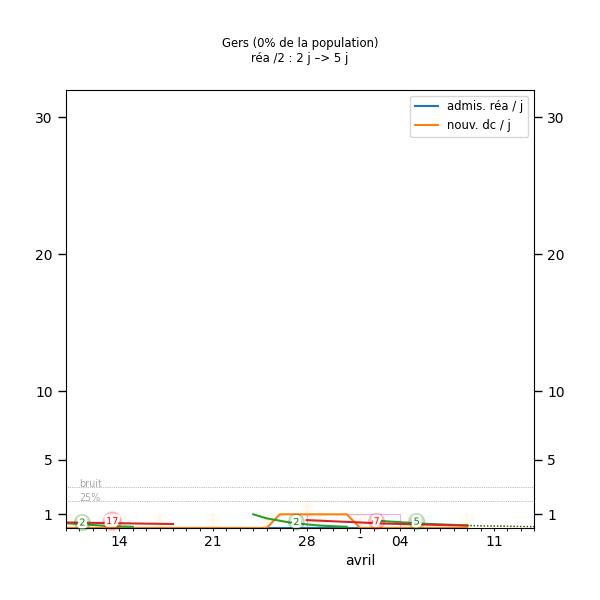 Gers (0% de la population)
réa /2 : 2 j –> 5 j
admis. réa / j
nouv. dc / j
30 30
20 20
10 10
5 5
bruit
25%
1 1
2 17 2 7 5
14 21 28 - 04 11
avril